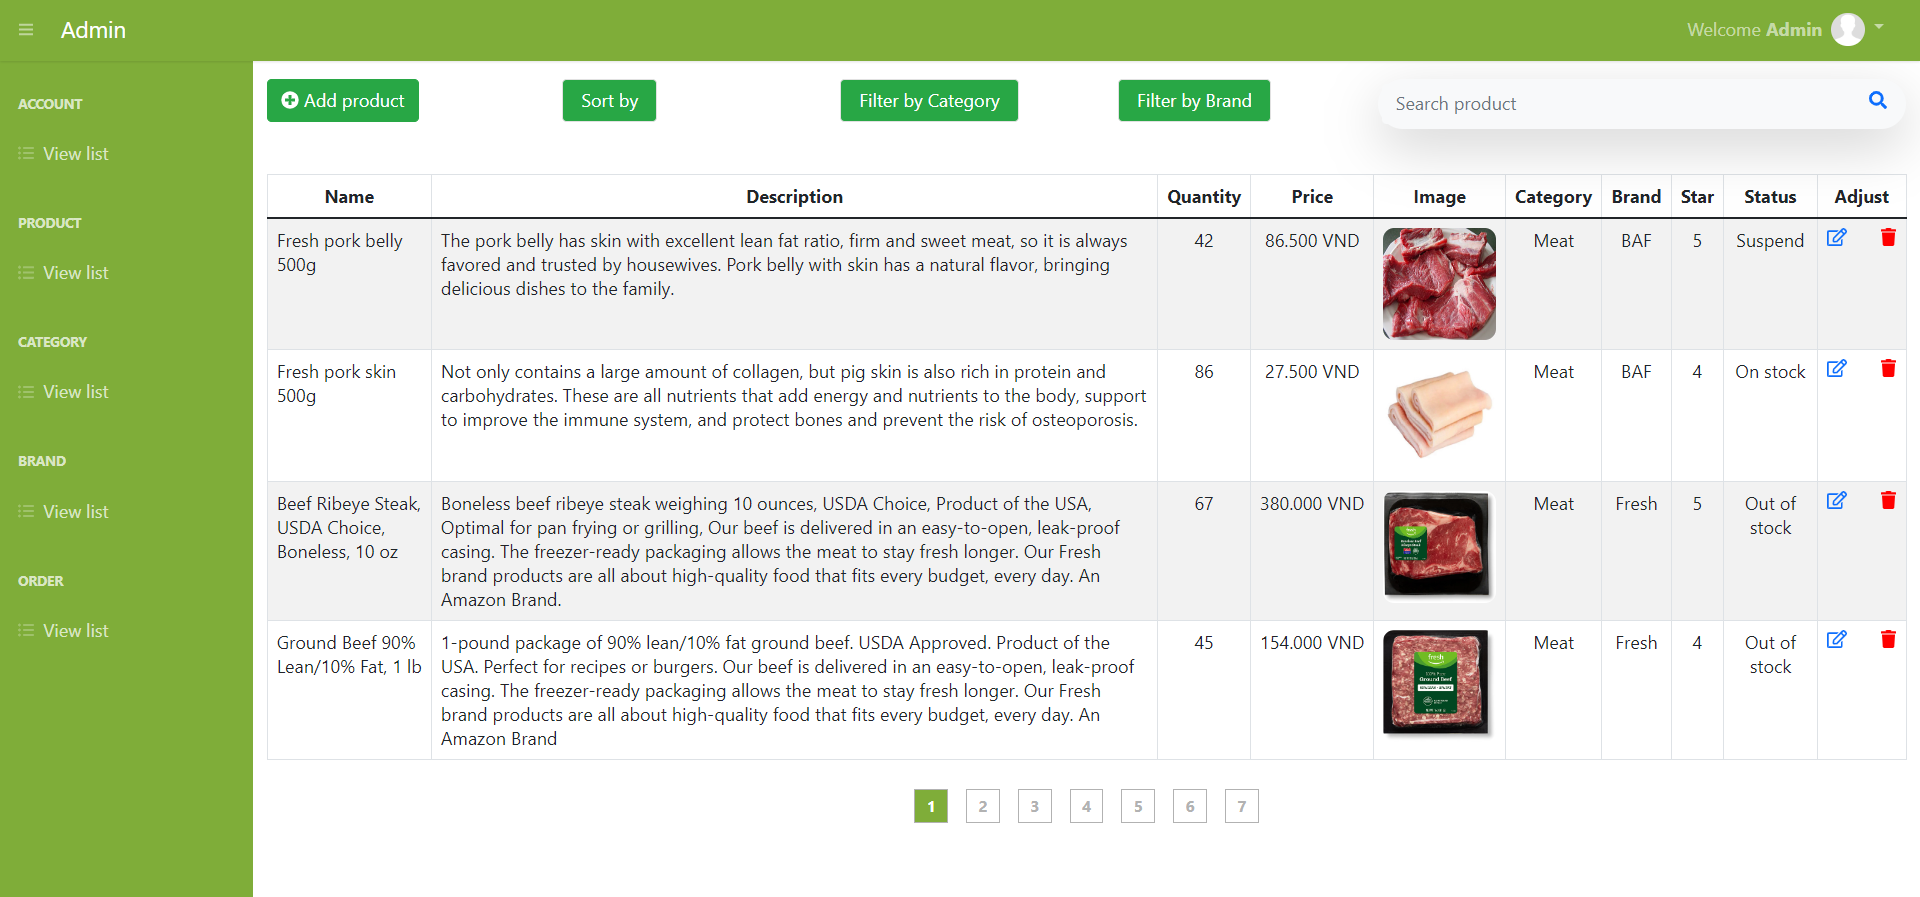 Admin
Welcome Admin
ACCOUNT
View list
PRODUCT
View list
CATEGORY
View list
BRAND
View list
ORDER
View list
Add product
Sort by
Filter by Category
Filter by Brand
Search product
Name Description Quantity Price Image Category Brand Star Status Adjust
Fresh pork belly
500g
The pork belly has skin with excellent lean fat ratio, firm and sweet meat, so it is always
favored and trusted by housewives. Pork belly with skin has a natural flavor, bringing
delicious dishes to the family.
42
86.500 VND
Meat
BAF
5
Suspend
Fresh pork skin
500g
Not only contains a large amount of collagen, but pig skin is also rich in protein and
carbohydrates. These are all nutrients that add energy and nutrients to the body, support
to improve the immune system, and protect bones and prevent the risk of osteoporosis.
86
27.500 VND
Meat
BAF
4
On stock
Beef Ribeye Steak,
USDA Choice,
Boneless, 10 oz
Boneless beef ribeye steak weighing 10 ounces, USDA Choice, Product of the USA,
Optimal for pan frying or grilling, Our beef is delivered in an easy-to-open, leak-proof
casing. The freezer-ready packaging allows the meat to stay fresh longer. Our Fresh
brand products are all about high-quality food that fits every budget, every day. An
Amazon Brand.
67
380.000 VND
Meat
Fresh
5
Out of
stock
Ground Beef 90%
Lean/10% Fat, 1 lb
1-pound package of 90% lean/10% fat ground beef. USDA Approved. Product of the
USA. Perfect for recipes or burgers. Our beef is delivered in an easy-to-open, leak-proof
casing. The freezer-ready packaging allows the meat to stay fresh longer. Our Fresh
brand products are all about high-quality food that fits every budget, every day. An
Amazon Brand
45
154.000 VND
fresh
Ground Beef
Meat
Fresh
4
Out of
stock
1 2 3 4 5 6 7